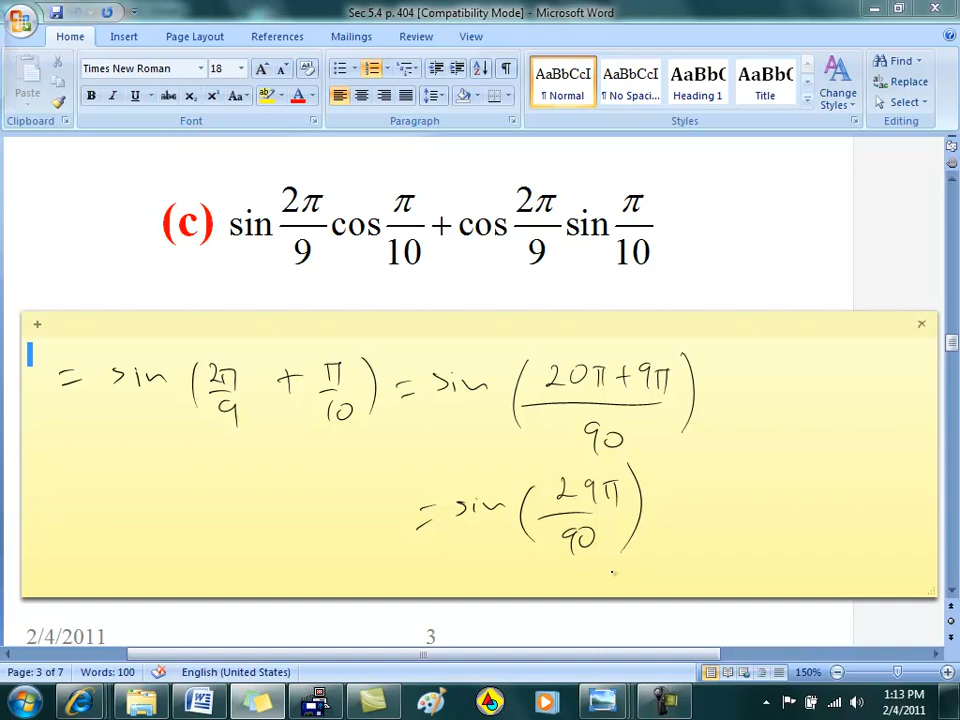 Sec 5.4 p. 404 [Compatibility Mode] - Microsoft Word
Home Insert Page Layout References Mailings Review View
Paste
Times New Roman 18
B I U abc X₂ X² Aa A
AaBbCcI AaBbCcI AaBbC AaBbC
¶ Normal ¶ No Spaci... Heading 1 Title
Change Styles
Find
Replace
Select
Clipboard Font Paragraph Styles Editing
(c) sin 2π/9 cos π/10 + cos 2π/9 sin π/10
= sin (2π/9 + π/10) = sin (20π+9π/90)
= sin (29π/90)
2/4/2011 3
Page: 3 of 7 Words: 100 English (United States) 150%
1:13 PM
2/4/2011